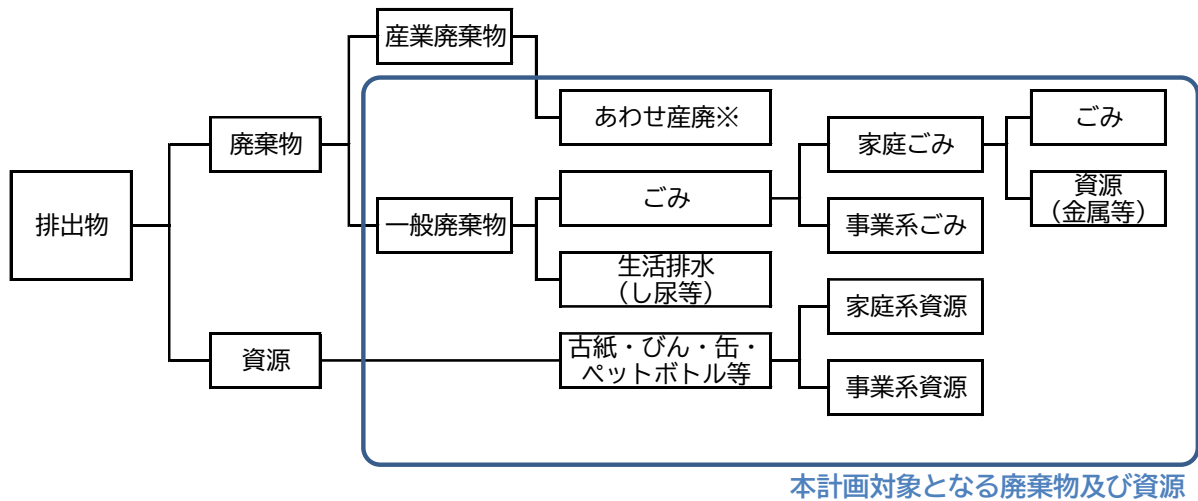 産業廃棄物
あわせ産廃※
ごみ
廃棄物
家庭ごみ
排出物
一般廃棄物
ごみ
資源
（金属等）
事業系ごみ
生活排水
（し尿等）
家庭系資源
資源
古紙・びん・缶・
ペットボトル等
事業系資源
本計画対象となる廃棄物及び資源